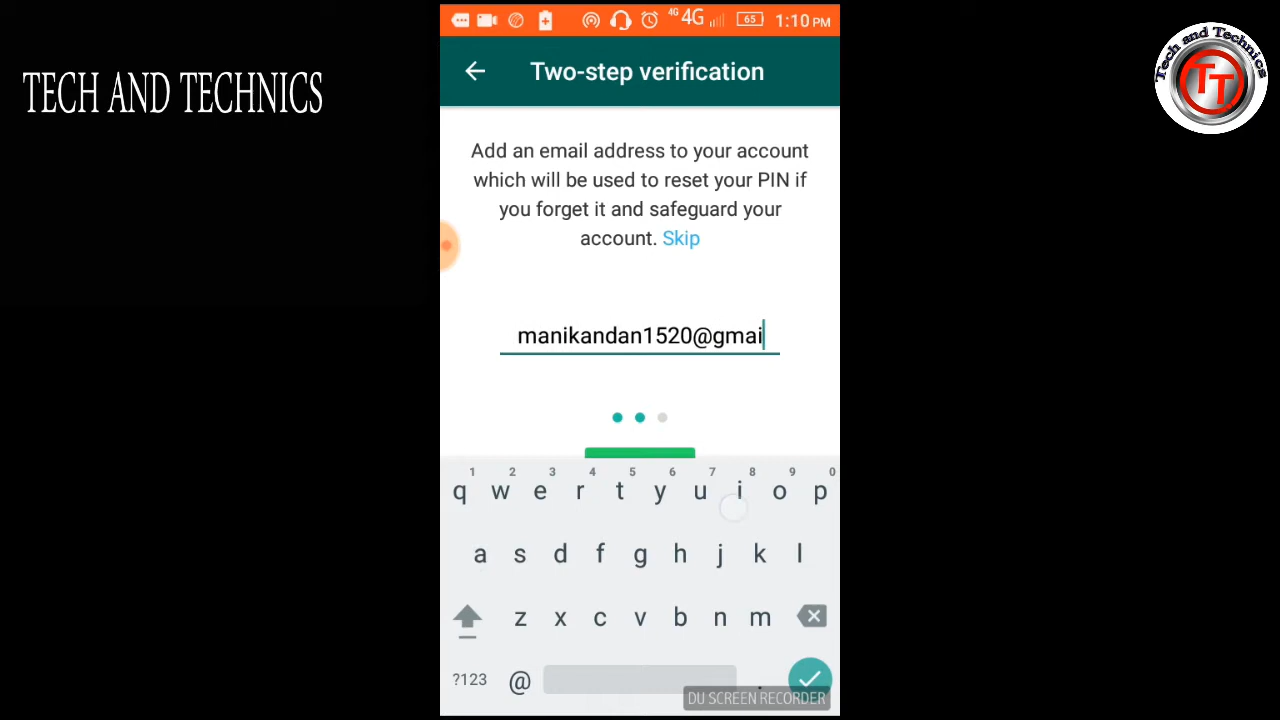 TECH AND TECHNICS
4G 4G 65 1:10 PM
Tech and Technics
TT
Two-step verification
Add an email address to your account
which will be used to reset your PIN if
you forget it and safeguard your
account. Skip
manikandan1520@gmai
1 2 3 4 5 6 7 8 9 0
q w e r t y u i o p
a s d f g h j k l
z x c v b n m
?123 @ .
DU SCREEN RECORDER